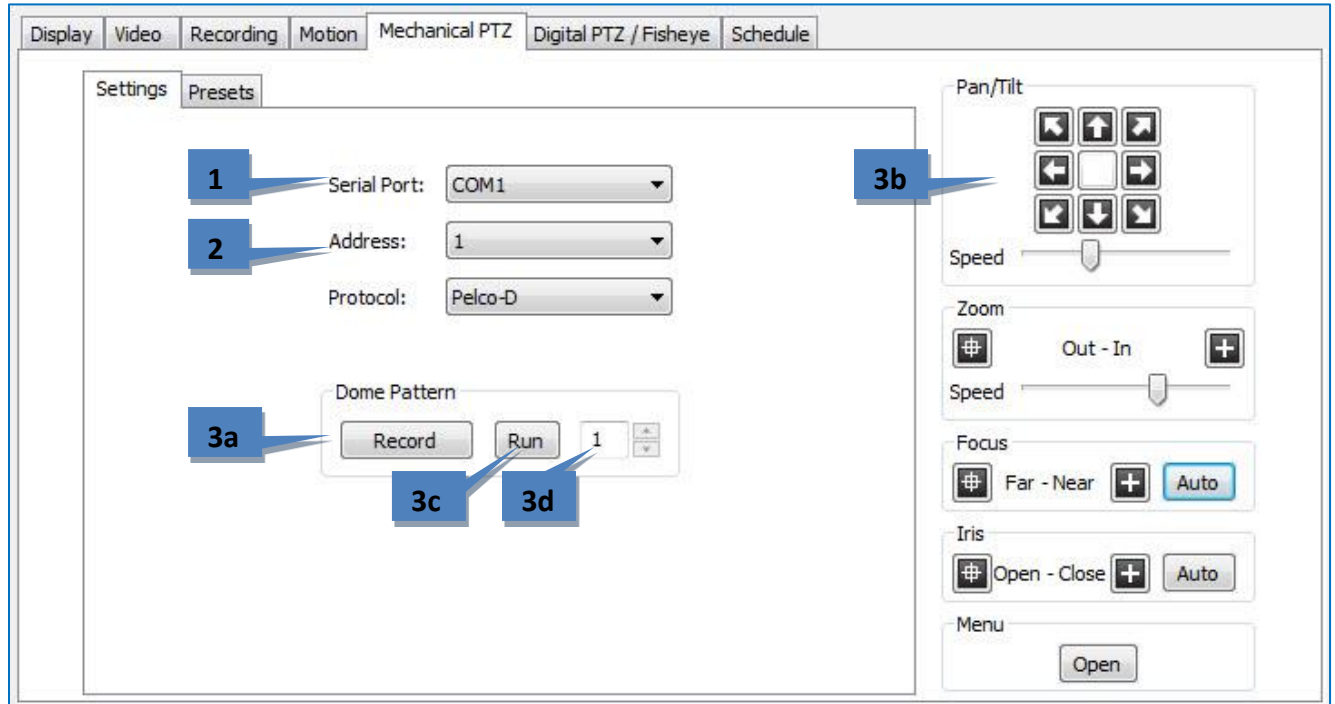 Display Video Recording Motion Mechanical PTZ Digital PTZ / Fisheye Schedule
Settings Presets
1 Serial Port: COM1
2 Address: 1
Protocol: Pelco-D
Dome Pattern
3a Record Run 1
3c 3d
Pan/Tilt
3b
Speed
Zoom
Out - In
Speed
Focus
Far - Near Auto
Iris
Open - Close Auto
Menu
Open